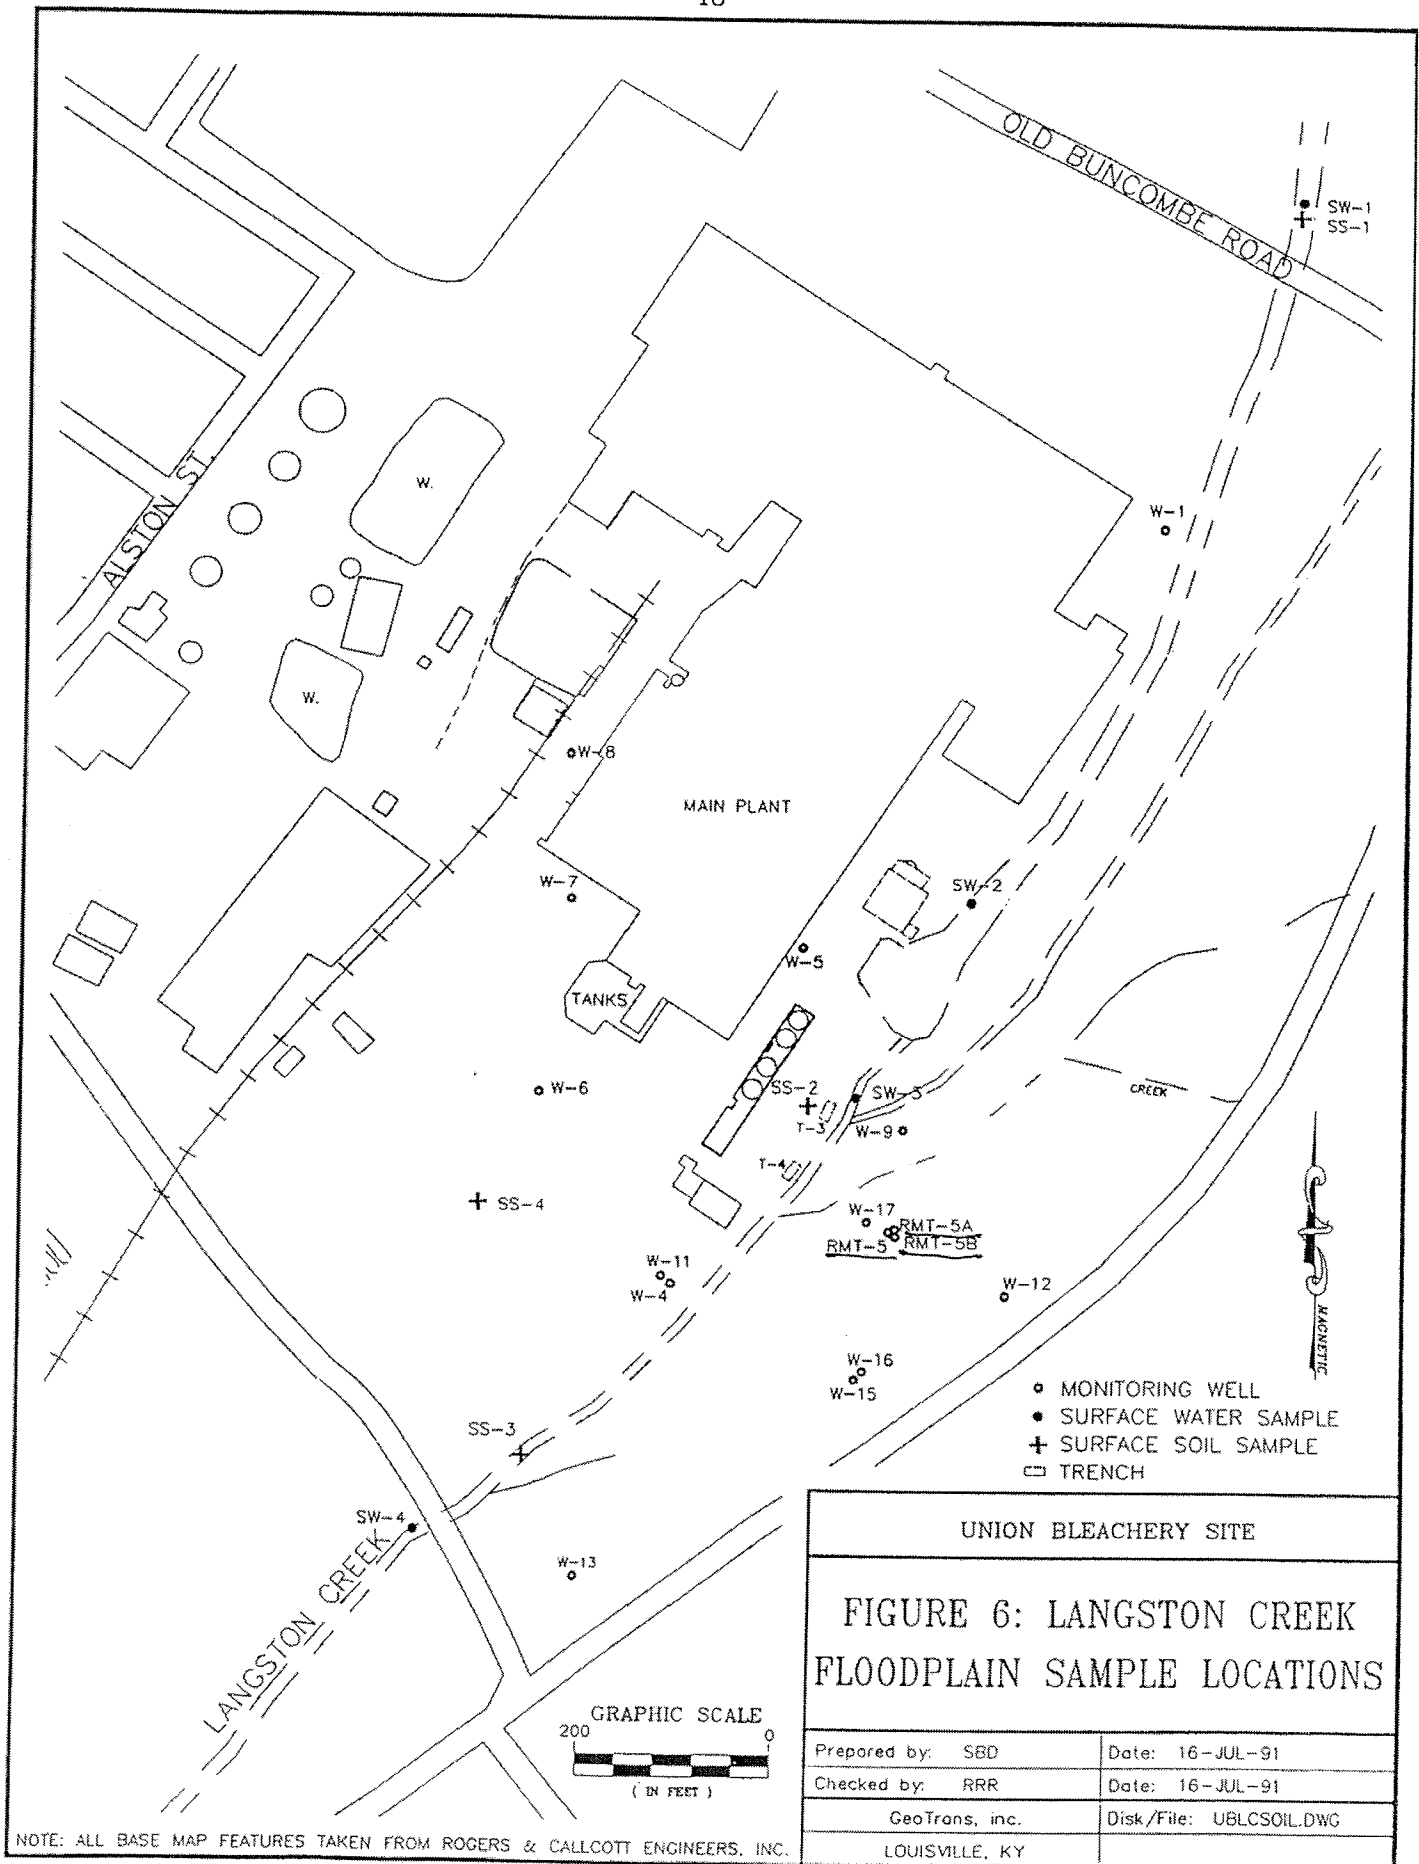 OLD BUNCOMBE ROAD
SW-1
SS-1
W.
ALSTON ST.
W-1
W.
W-8
MAIN PLANT
W-7
SW-2
W-5
TANKS
W-6
SS-2
SW-3
CREEK
T-3
W-9
T-4
SS-4
W-17
RMT-5A
RMT-5
RMT-5B
W-11
W-4
W-12
MAGNETIC
W-16
W-15
MONITORING WELL
SURFACE WATER SAMPLE
SURFACE SOIL SAMPLE
TRENCH
SS-3
SW-4
LANGSTON CREEK
W-13
UNION BLEACHERY SITE
FIGURE 6: LANGSTON CREEK
FLOODPLAIN SAMPLE LOCATIONS
GRAPHIC SCALE
200 0
( IN FEET )
Prepared by: SBD Date: 16-JUL-91
Checked by: RRR Date: 16-JUL-91
GeoTrans, inc. Disk/File: UBLCSOIL.DWG
LOUISVILLE, KY
NOTE: ALL BASE MAP FEATURES TAKEN FROM ROGERS & CALLCOTT ENGINEERS, INC.